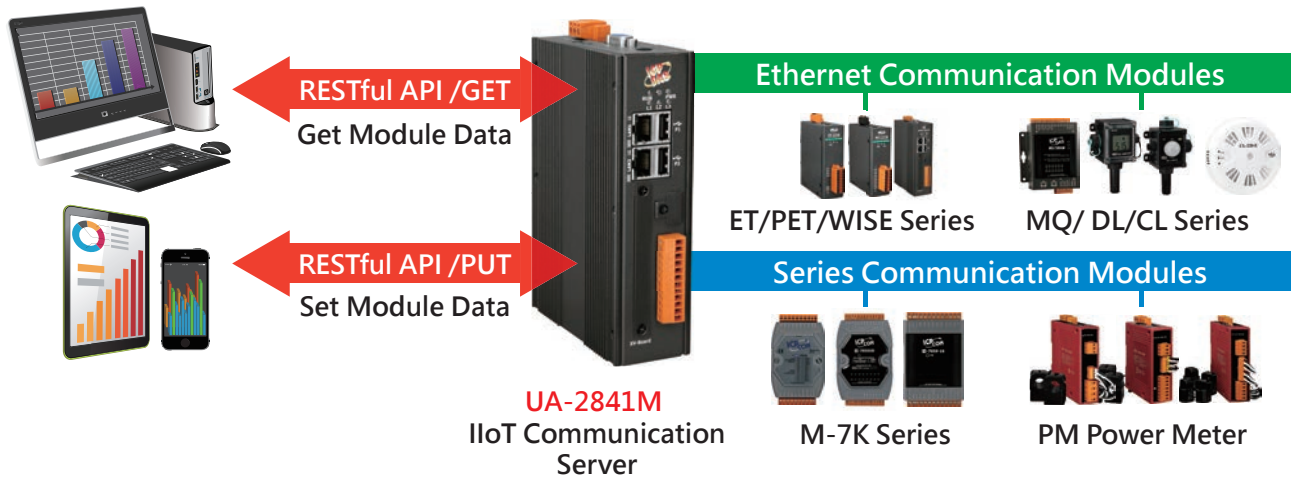 RESTful API /GET
Get Module Data
RESTful API /PUT
Set Module Data
UA-2841M
IIoT Communication
Server
Ethernet Communication Modules
ET/PET/WISE Series
MQ/ DL/CL Series
Series Communication Modules
M-7K Series
PM Power Meter